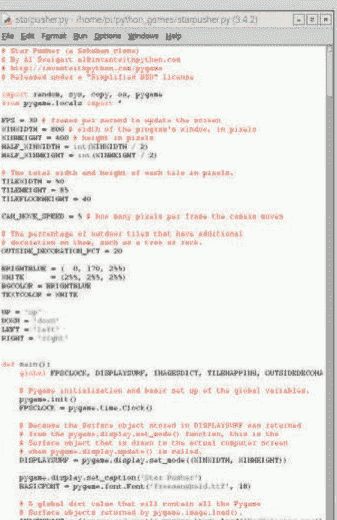 starpusher.py - /home/pi/python_games/starpusher.py (3.4.2)
File Edit Format Run Options Windows Help
# Star Pusher (a Sokoban clone)
# By Al Sweigart al@inventwithpython.com
# http://inventwithpython.com/pygame
# Released under a "Simplified BSD" license
import random, sys, copy, os, pygame
from pygame.locals import *
FPS = 30 # frames per second to update the screen
WINWIDTH = 800 # width of the program's window, in pixels
WINHEIGHT = 600 # height in pixels
HALF_WINWIDTH = int(WINWIDTH / 2)
HALF_WINHEIGHT = int(WINHEIGHT / 2)
# The total width and height of each tile in pixels.
TILEWIDTH = 50
TILEHEIGHT = 85
TILEFLOORHEIGHT = 40
CAM_MOVE_SPEED = 5 # how many pixels per frame the camera moves
# The percentage of outdoor tiles that have additional
# decoration on them, such as a tree or rock.
OUTSIDE_DECORATION_PCT = 20
BRIGHTBLUE = ( 0, 170, 255)
WHITE = (255, 255, 255)
BGCOLOR = BRIGHTBLUE
TEXTCOLOR = WHITE
UP = 'up'
DOWN = 'down'
LEFT = 'left'
RIGHT = 'right'
def main():
global FPSCLOCK, DISPLAYSURF, IMAGESDICT, TILEMAPPING, OUTSIDEDECOMA
# Pygame initialization and basic set up of the global variables.
pygame.init()
FPSCLOCK = pygame.time.Clock()
# Because the Surface object stored in DISPLAYSURF was returned
# from the pygame.display.set_mode() function, this is the
# Surface object that is drawn to the actual computer screen
# when pygame.display.update() is called.
DISPLAYSURF = pygame.display.set_mode((WINWIDTH, WINHEIGHT))
pygame.display.set_caption('Star Pusher')
BASICFONT = pygame.font.Font('freesansbold.ttf', 18)
# A global dict value that will contain all the Pygame
# Surface objects returned by pygame.image.load().